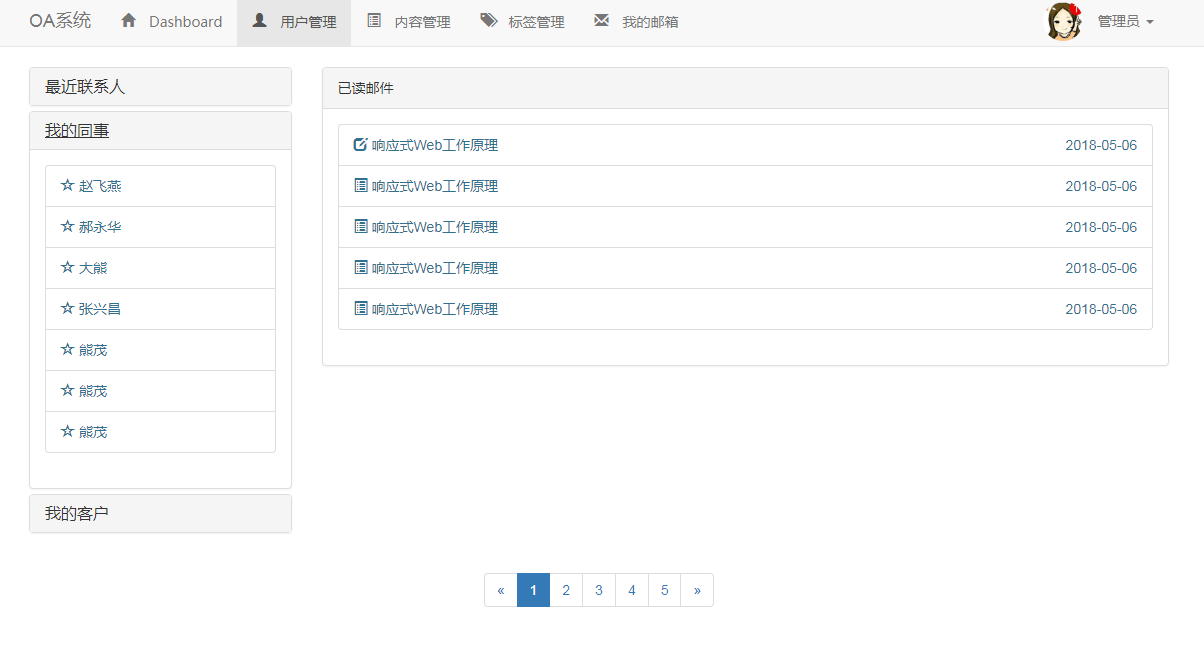 OA系统 Dashboard 用户管理 内容管理 标签管理 我的邮箱 管理员
最近联系人
我的同事
赵飞燕
郝永华
大熊
张兴昌
熊茂
熊茂
熊茂
我的客户
已读邮件
响应式Web工作原理 2018-05-06
响应式Web工作原理 2018-05-06
响应式Web工作原理 2018-05-06
响应式Web工作原理 2018-05-06
响应式Web工作原理 2018-05-06
« 1 2 3 4 5 »